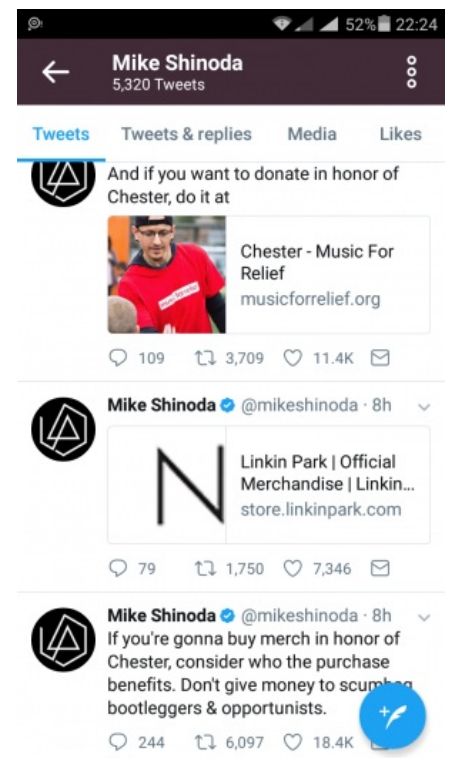 52% 22:24
Mike Shinoda
5,320 Tweets
Tweets Tweets & replies Media Likes
And if you want to donate in honor of
Chester, do it at
Chester - Music For
Relief
musicforrelief.org
109 3,709 11.4K
Mike Shinoda @mikeshinoda · 8h
N
Linkin Park | Official
Merchandise | Linkin...
store.linkinpark.com
79 1,750 7,346
Mike Shinoda @mikeshinoda · 8h
If you're gonna buy merch in honor of
Chester, consider who the purchase
benefits. Don't give money to scumbag
bootleggers & opportunists.
244 6,097 18.4K